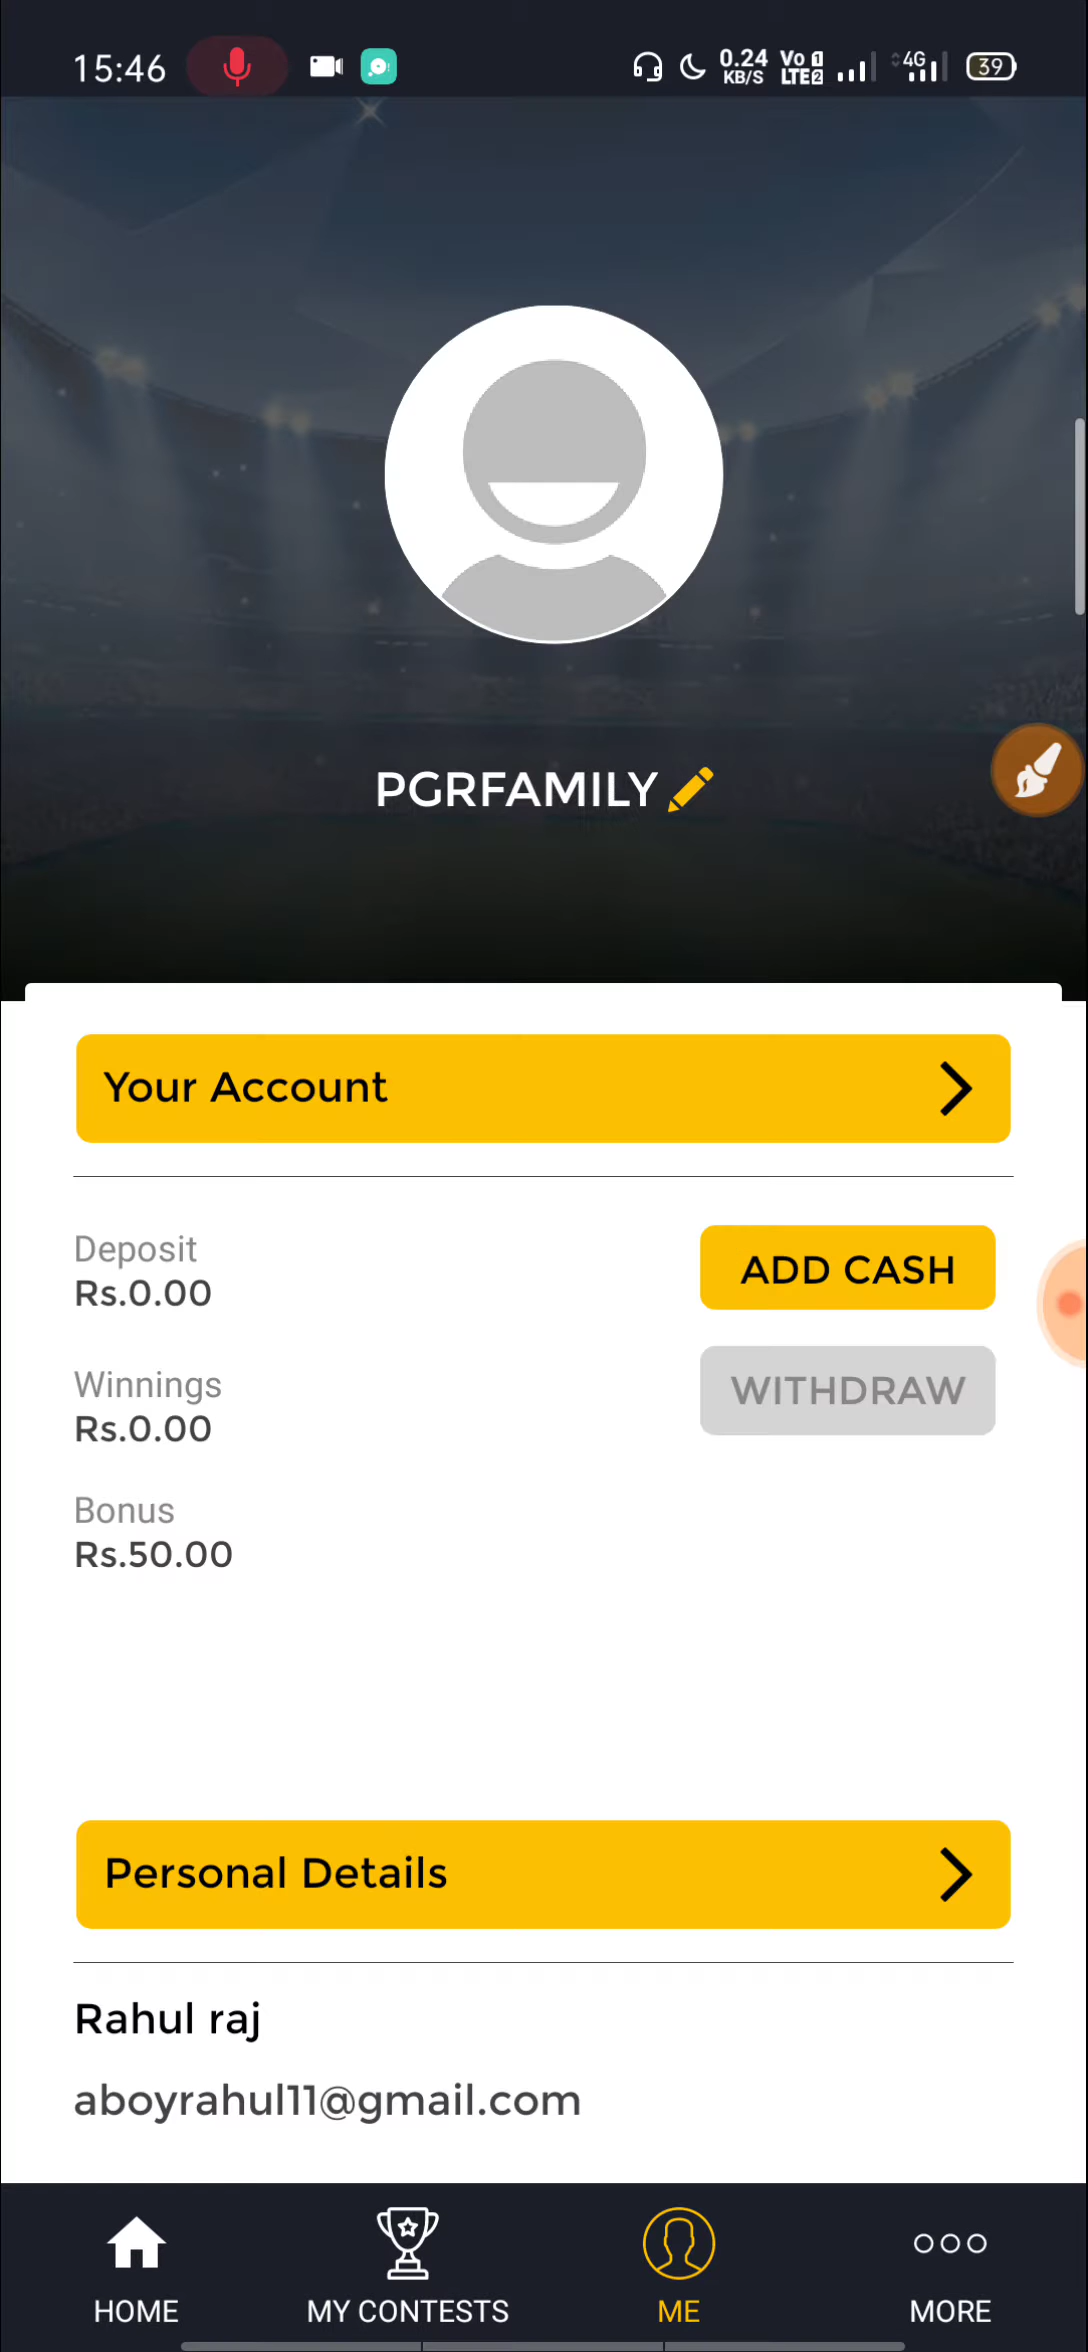 15:46
0.24 KB/S
Vo 1 LTE2
4G
39
PGRFAMILY
Your Account
Deposit
Rs.0.00
ADD CASH
Winnings
Rs.0.00
WITHDRAW
Bonus
Rs.50.00
Personal Details
Rahul raj
aboyrahul11@gmail.com
HOME
MY CONTESTS
ME
MORE